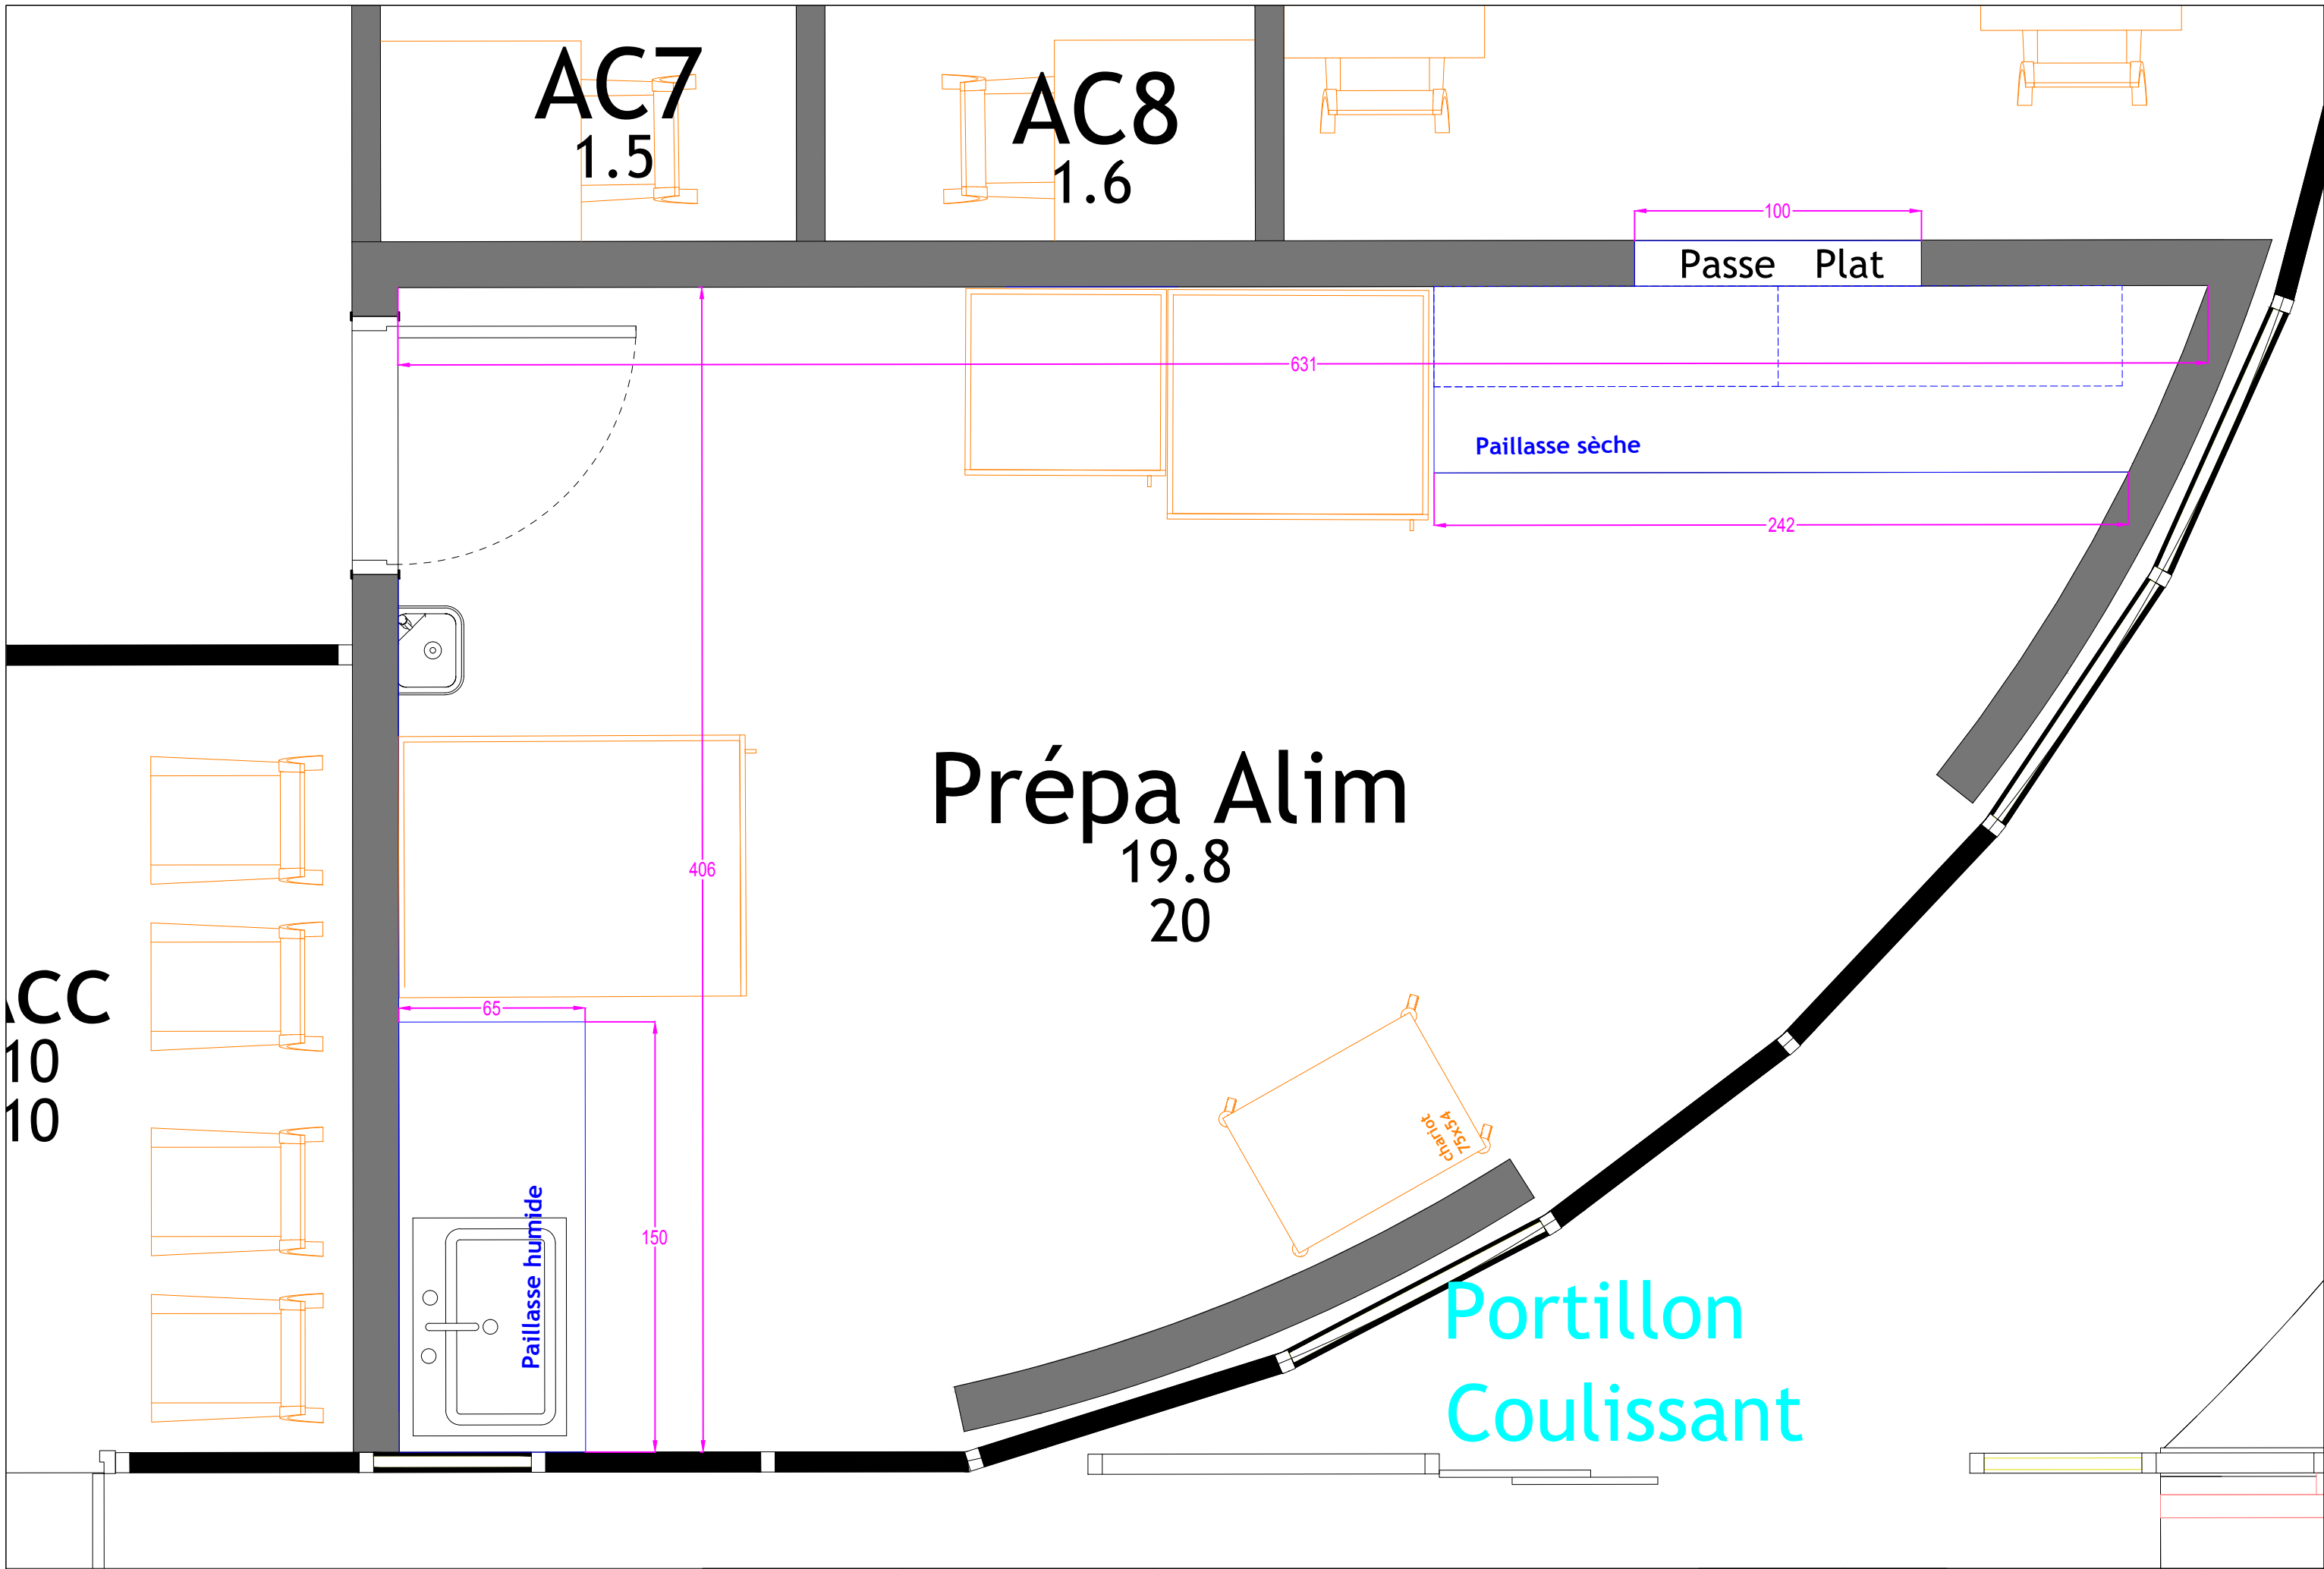 AC7
1.5
AC8
1.6
100
Passe Plat
631
Paillasse sèche
242
Prépa Alim
19.8
20
406
ACC
10
10
65
150
Paillasse humide
chariot
75x54
Portillon
Coulissant